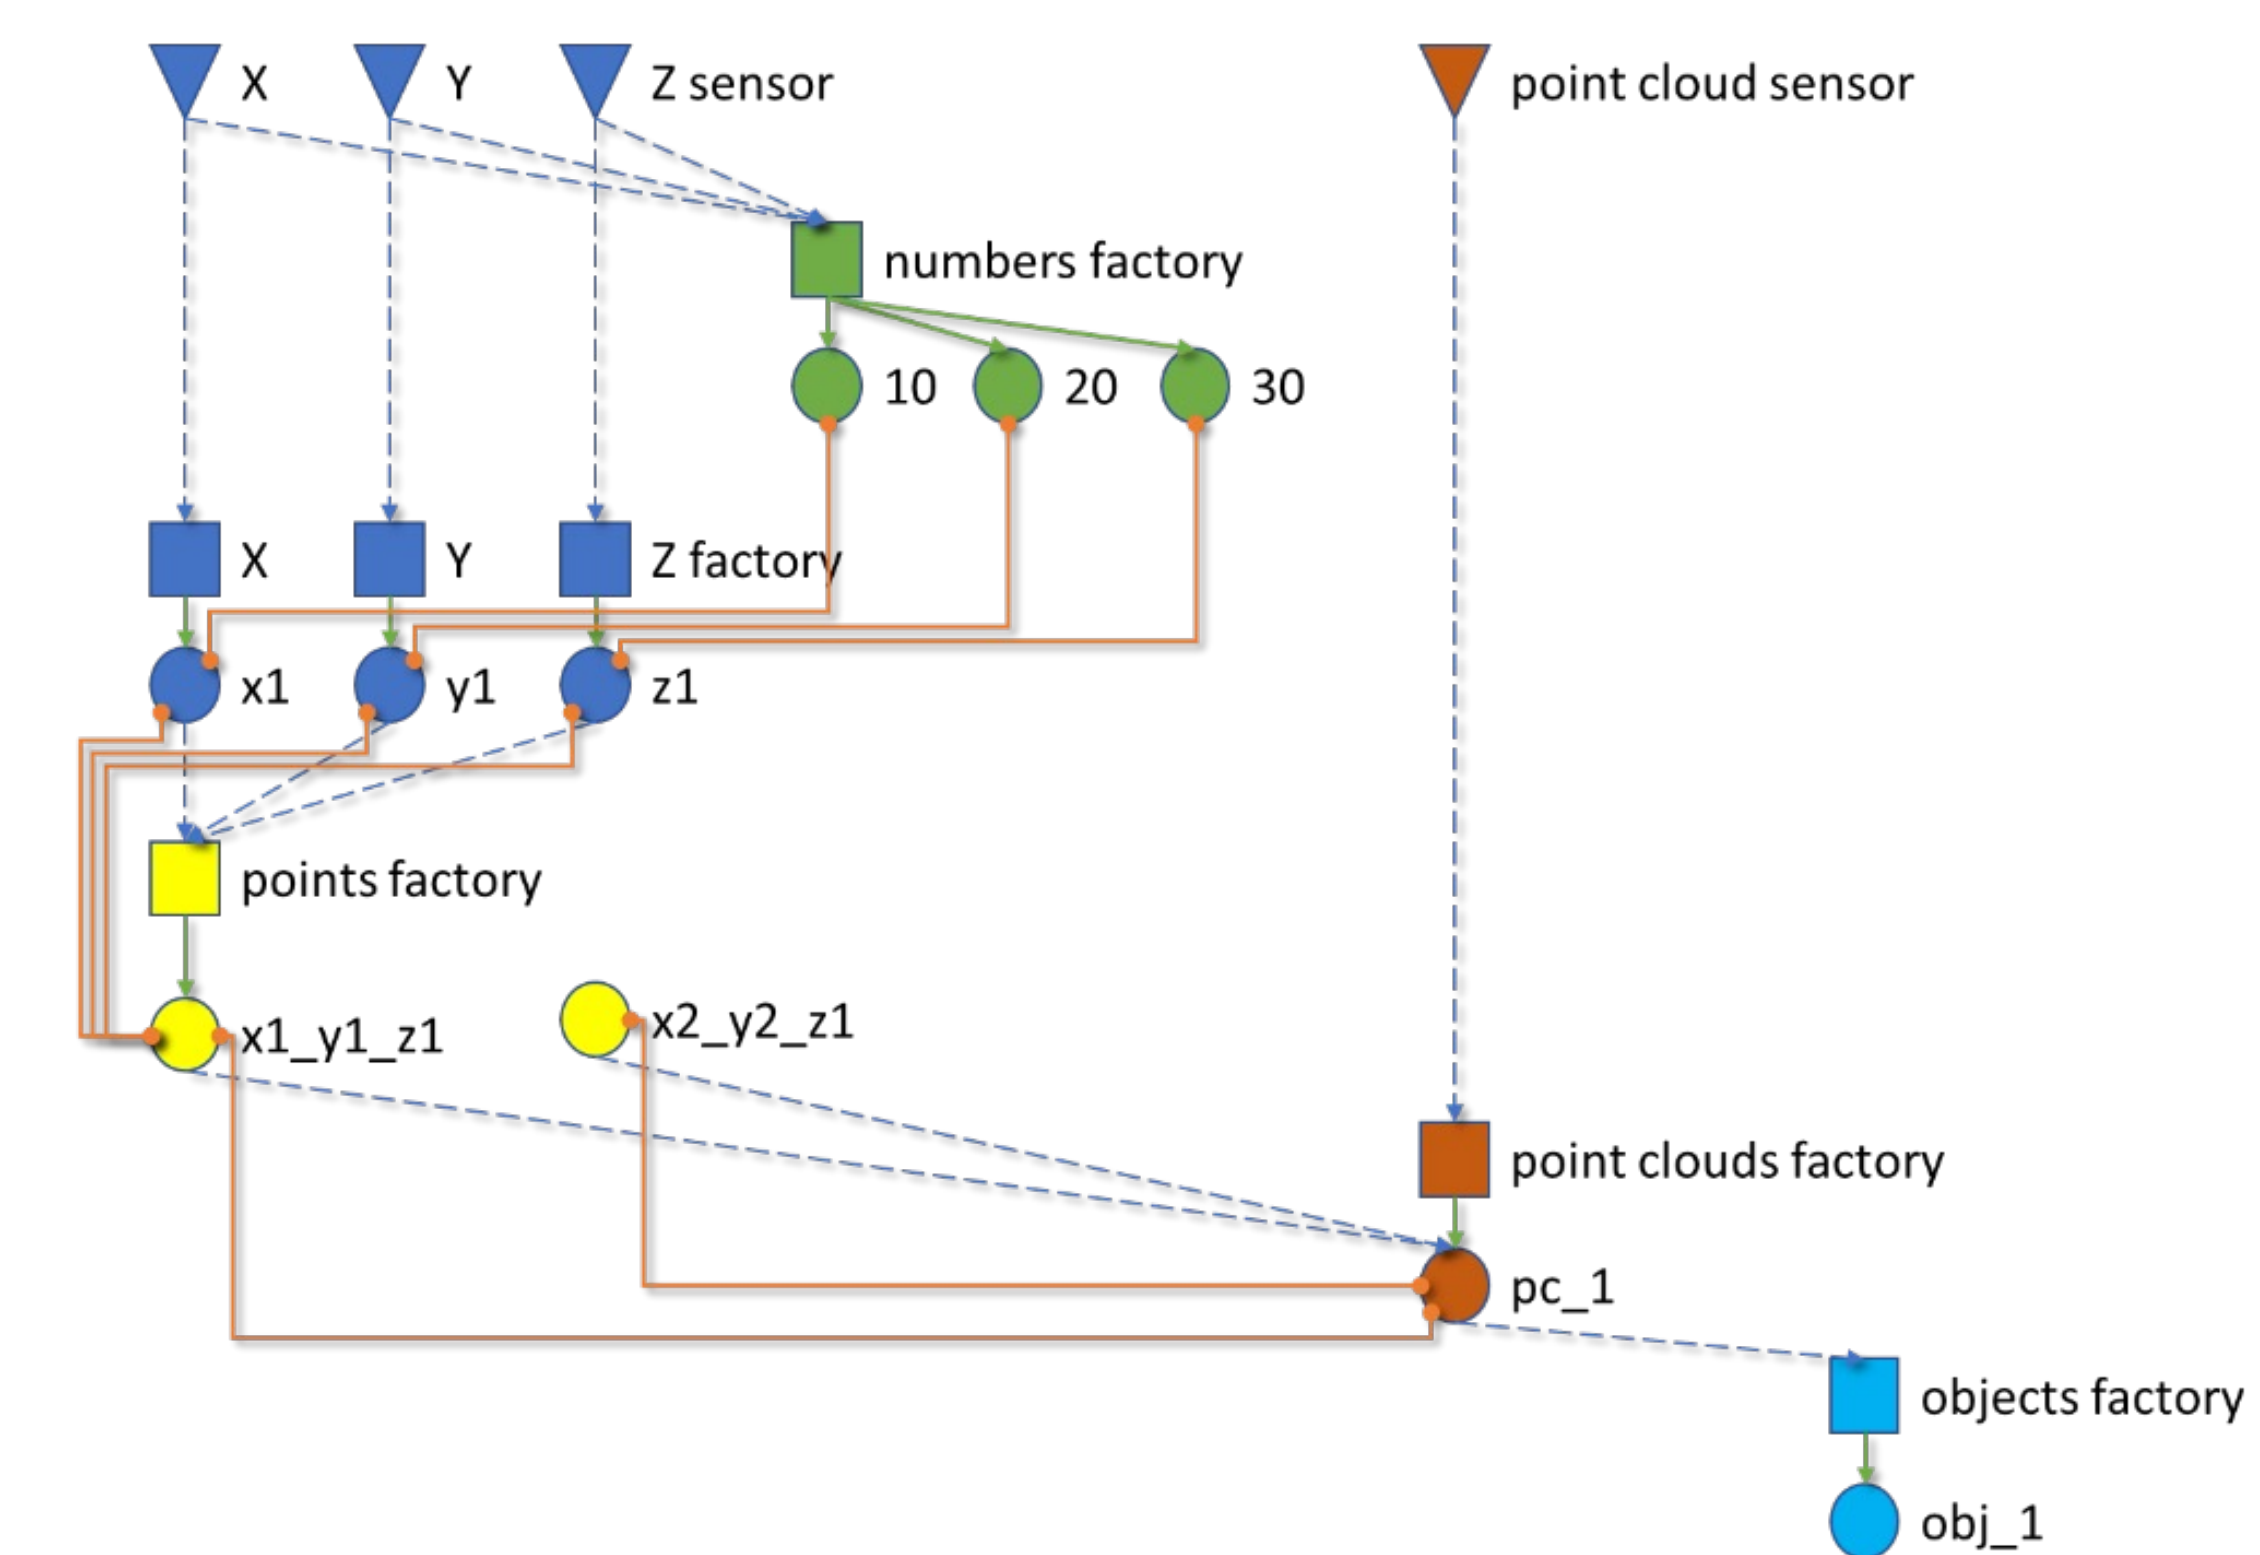 X Y Z sensor point cloud sensor
numbers factory
10 20 30
X Y Z factory
x1 y1 z1
points factory
x1_y1_z1 x2_y2_z1
point clouds factory
pc_1
objects factory
obj_1